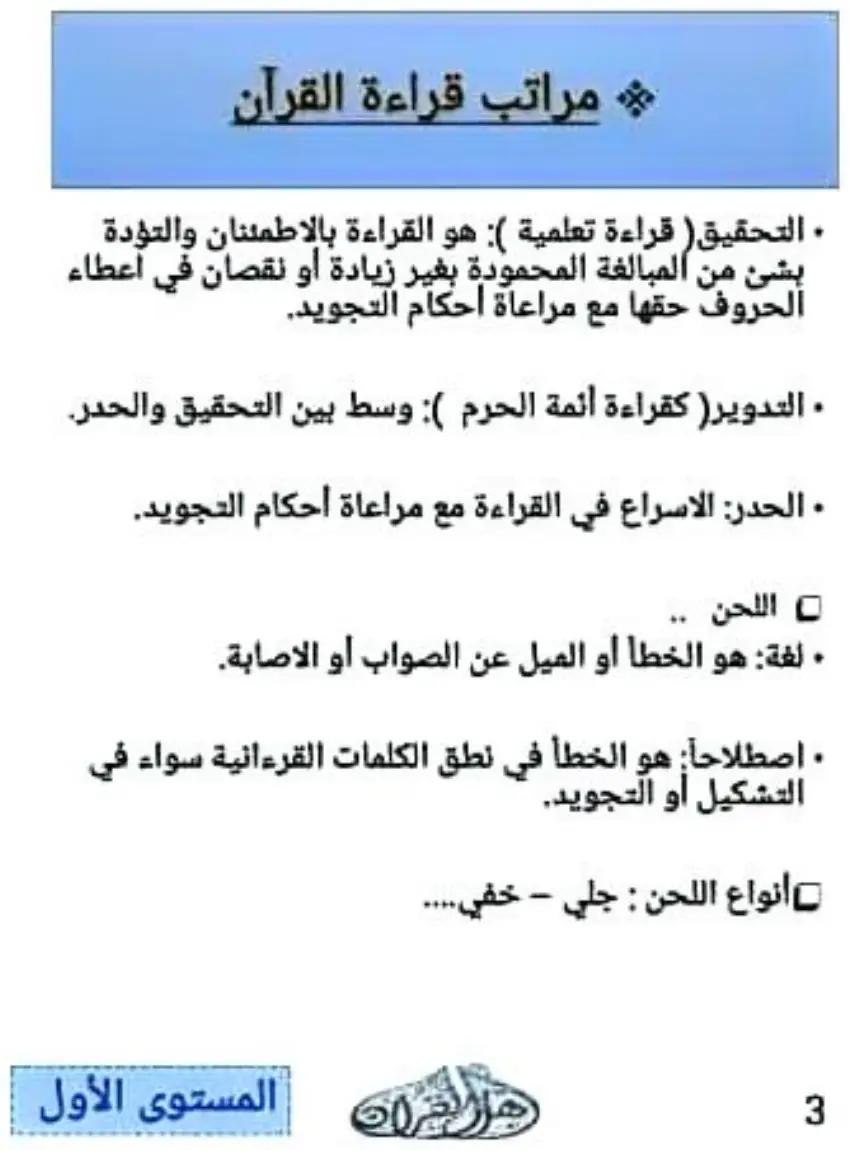 ❖ مراتب قراءة القرآن
• التحقيق( قراءة تعلمية ): هو القراءة بالاطمئنان والتؤدة
بشئ من المبالغة المحمودة بغير زيادة أو نقصان في اعطاء
الحروف حقها مع مراعاة أحكام التجويد.
• التدوير( كقراءة أئمة الحرم ): وسط بين التحقيق والحدر.
• الحدر: الاسراع في القراءة مع مراعاة أحكام التجويد.
❑ اللحن ..
• لغة: هو الخطأ أو الميل عن الصواب أو الاصابة.
• اصطلاحاً: هو الخطأ في نطق الكلمات القرءانية سواء في
التشكيل أو التجويد.
❑أنواع اللحن : جلي – خفي....
3
أهل القرآن
المستوى الأول